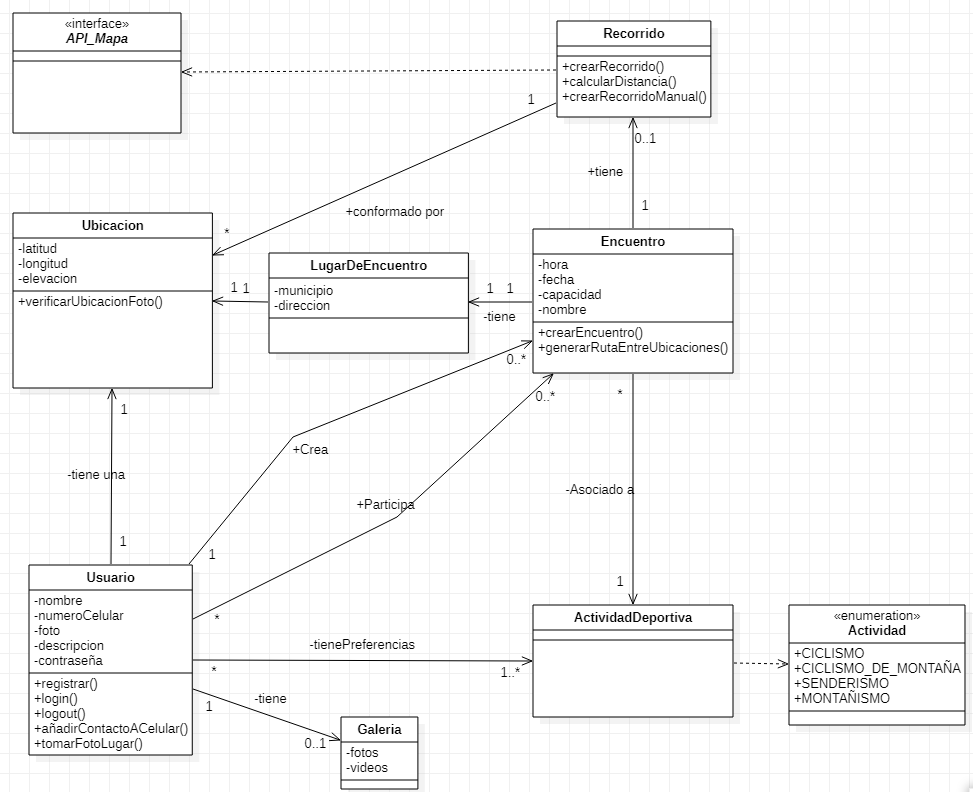 «interface»
API_Mapa
Recorrido
+crearRecorrido()
+calcularDistancia()
+crearRecorridoManual()
1
0..1
+tiene
1
+conformado por
*
Ubicacion
-latitud
-longitud
-elevacion
+verificarUbicacionFoto()
LugarDeEncuentro
-municipio
-direccion
1 1
1 1
-tiene
Encuentro
-hora
-fecha
-capacidad
-nombre
+crearEncuentro()
+generarRutaEntreUbicaciones()
0..*
0..*
*
1
-tiene una
1
+Crea
1
+Participa
*
-Asociado a
1
Usuario
-nombre
-numeroCelular
-foto
-descripcion
-contraseña
+registrar()
+login()
+logout()
+añadirContactoACelular()
+tomarFotoLugar()
-tienePreferencias
*
1..*
ActividadDeportiva
«enumeration»
Actividad
+CICLISMO
+CICLISMO_DE_MONTAÑA
+SENDERISMO
+MONTAÑISMO
-tiene
1
0..1
Galeria
-fotos
-videos